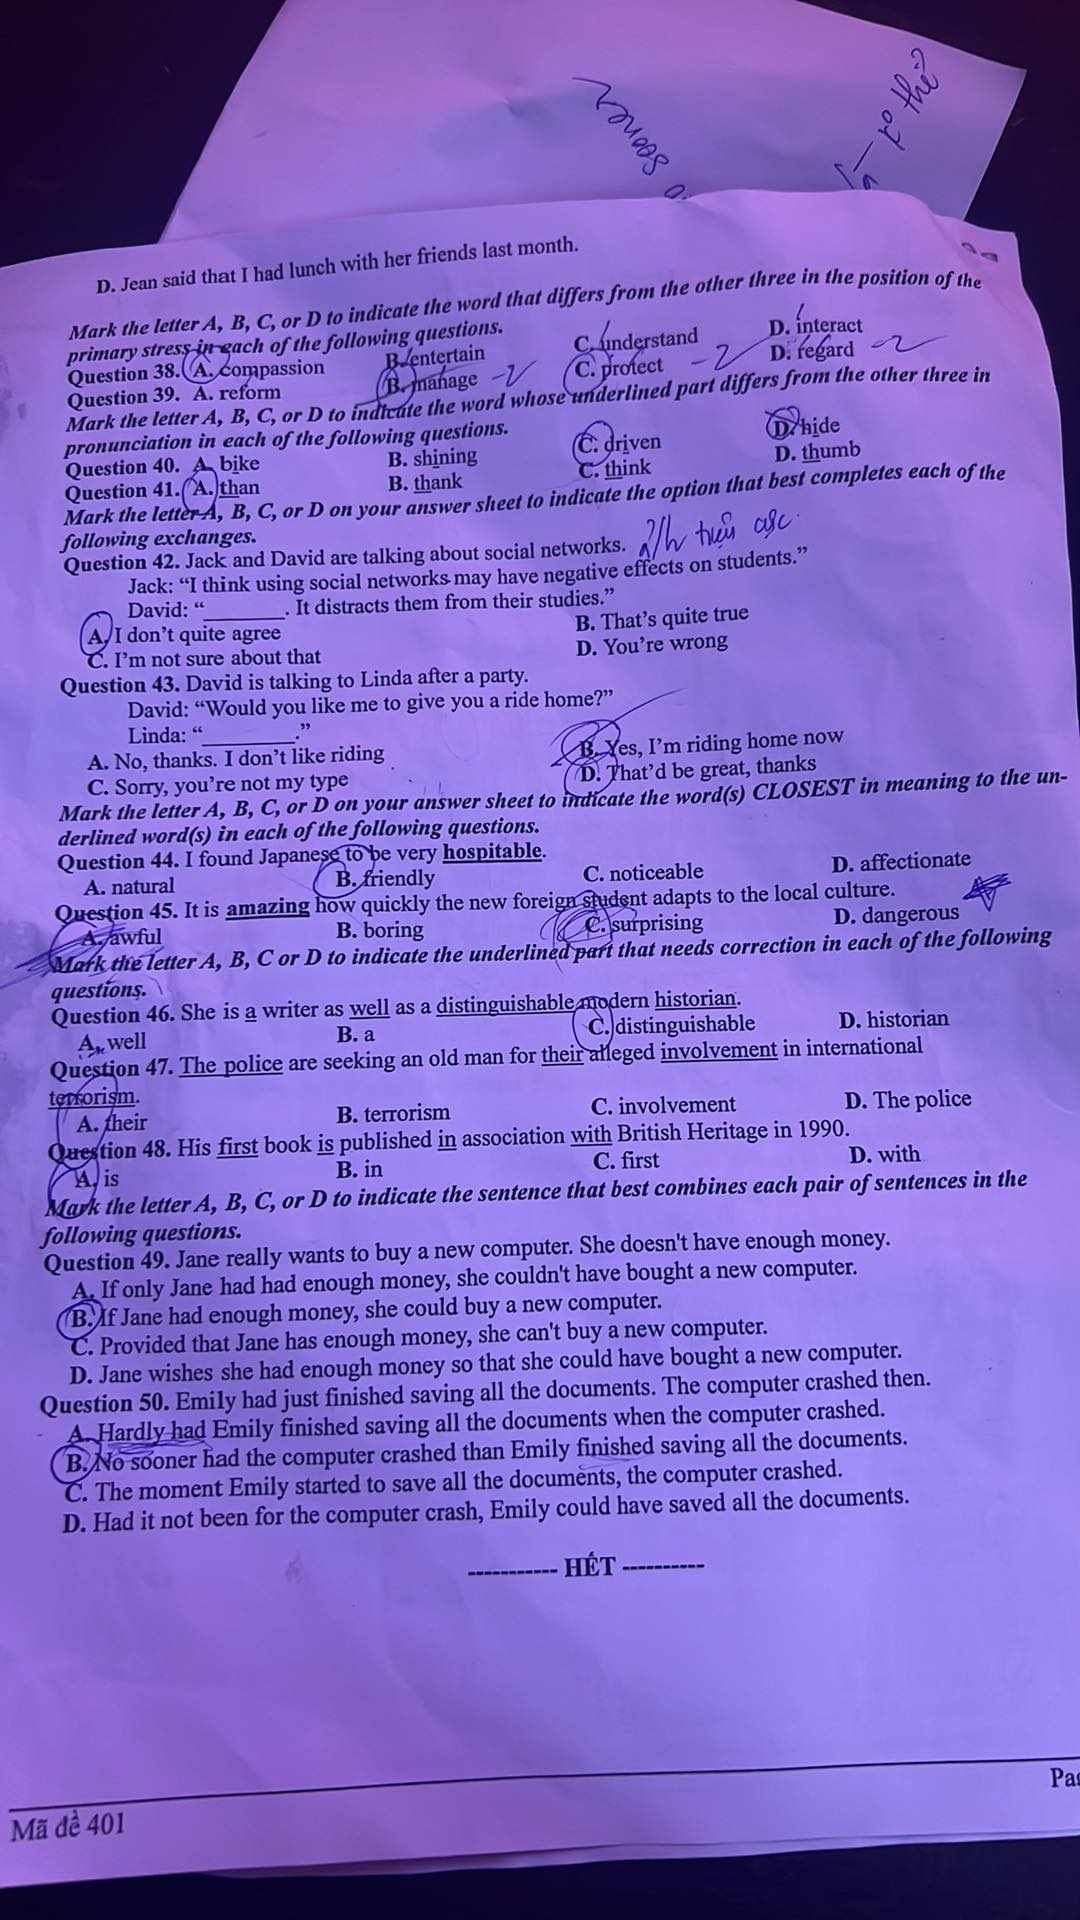 sooner
D. Jean said that I had lunch with her friends last month.
Mark the letter A, B, C, or D to indicate the word that differs from the other three in the position of the
primary stress in each of the following questions.
Question 38. A. compassion B. entertain C. understand D. interact
Question 39. A. reform B. manage - 2 C. protect - 2 D. regard - 2
Mark the letter A, B, C, or D to indicate the word whose underlined part differs from the other three in
pronunciation in each of the following questions.
Question 40. A. bike B. shining C. driven D. hide
Question 41. A. than B. thank C. think D. thumb
Mark the letter A, B, C, or D on your answer sheet to indicate the option that best completes each of the
following exchanges.
Question 42. Jack and David are talking about social networks.
Jack: “I think using social networks may have negative effects on students.”
David: “________. It distracts them from their studies.”
A. I don’t quite agree B. That’s quite true
C. I’m not sure about that D. You’re wrong
Question 43. David is talking to Linda after a party.
David: “Would you like me to give you a ride home?”
Linda: “_________.”
A. No, thanks. I don’t like riding B. Yes, I’m riding home now
C. Sorry, you’re not my type D. That’d be great, thanks
Mark the letter A, B, C, or D on your answer sheet to indicate the word(s) CLOSEST in meaning to the un-
derlined word(s) in each of the following questions.
Question 44. I found Japanese to be very hospitable.
A. natural B. friendly C. noticeable D. affectionate
Question 45. It is amazing how quickly the new foreign student adapts to the local culture.
A. awful B. boring C. surprising D. dangerous
Mark the letter A, B, C or D to indicate the underlined part that needs correction in each of the following
questions.
Question 46. She is a writer as well as a distinguishable modern historian.
A. well B. a C. distinguishable D. historian
Question 47. The police are seeking an old man for their alleged involvement in international
terrorism.
A. their B. terrorism C. involvement D. The police
Question 48. His first book is published in association with British Heritage in 1990.
A. is B. in C. first D. with
Mark the letter A, B, C, or D to indicate the sentence that best combines each pair of sentences in the
following questions.
Question 49. Jane really wants to buy a new computer. She doesn't have enough money.
A. If only Jane had had enough money, she couldn't have bought a new computer.
B. If Jane had enough money, she could buy a new computer.
C. Provided that Jane has enough money, she can't buy a new computer.
D. Jane wishes she had enough money so that she could have bought a new computer.
Question 50. Emily had just finished saving all the documents. The computer crashed then.
A. Hardly had Emily finished saving all the documents when the computer crashed.
B. No sooner had the computer crashed than Emily finished saving all the documents.
C. The moment Emily started to save all the documents, the computer crashed.
D. Had it not been for the computer crash, Emily could have saved all the documents.
----------- HẾT ----------
Mã đề 401